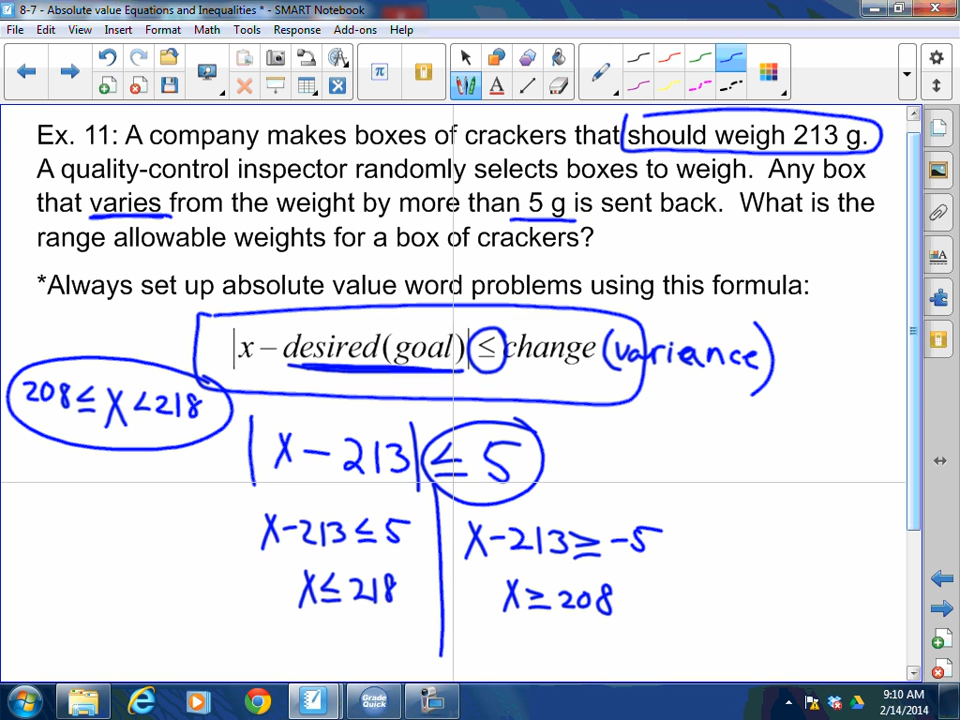 8-7 - Absolute value Equations and Inequalities * - SMART Notebook
File Edit View Insert Format Math Tools Response Add-ons Help
Ex. 11: A company makes boxes of crackers that should weigh 213 g.
A quality-control inspector randomly selects boxes to weigh. Any box
that varies from the weight by more than 5 g is sent back. What is the
range allowable weights for a box of crackers?
*Always set up absolute value word problems using this formula:
|x − desired(goal)| ≤ change (variance)
208 ≤ x < 218
|x − 213| ≤ 5
x − 213 ≤ 5
x − 213 ≥ −5
x ≤ 218
x ≥ 208
Grade
Quick
9:10 AM
2/14/2014